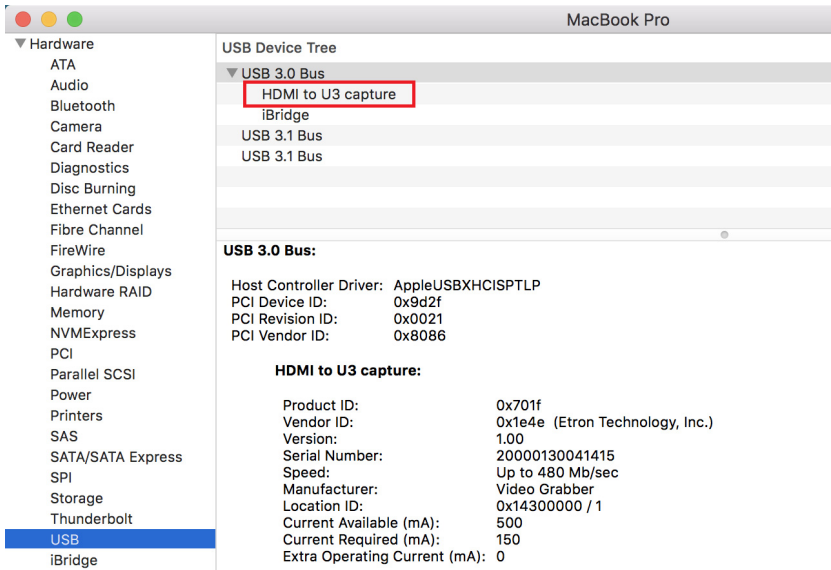 MacBook Pro
Hardware
ATA
Audio
Bluetooth
Camera
Card Reader
Diagnostics
Disc Burning
Ethernet Cards
Fibre Channel
FireWire
Graphics/Displays
Hardware RAID
Memory
NVMExpress
PCI
Parallel SCSI
Power
Printers
SAS
SATA/SATA Express
SPI
Storage
Thunderbolt
USB
iBridge
USB Device Tree
USB 3.0 Bus
HDMI to U3 capture
iBridge
USB 3.1 Bus
USB 3.1 Bus
USB 3.0 Bus:
Host Controller Driver: AppleUSBXHCISPTLP
PCI Device ID: 0x9d2f
PCI Revision ID: 0x0021
PCI Vendor ID: 0x8086
HDMI to U3 capture:
Product ID: 0x701f
Vendor ID: 0x1e4e (Etron Technology, Inc.)
Version: 1.00
Serial Number: 20000130041415
Speed: Up to 480 Mb/sec
Manufacturer: Video Grabber
Location ID: 0x14300000 / 1
Current Available (mA): 500
Current Required (mA): 150
Extra Operating Current (mA): 0